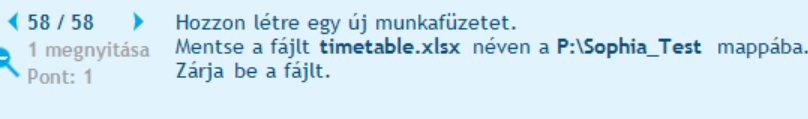 58 / 58
1 megnyitása
Pont: 1
Hozzon létre egy új munkafüzetet.
Mentse a fájlt timetable.xlsx néven a P:\Sophia_Test mappába.
Zárja be a fájlt.